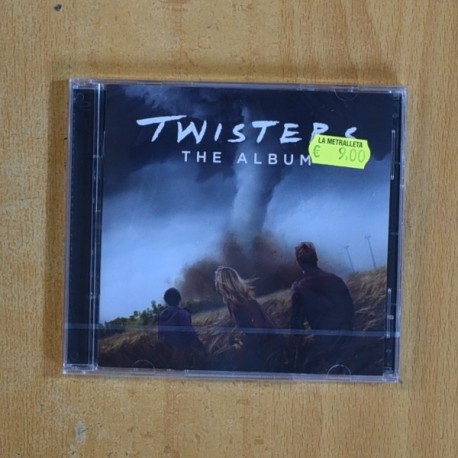 TWISTERS
THE ALBUM
LA METRALLETA
€ 9.00